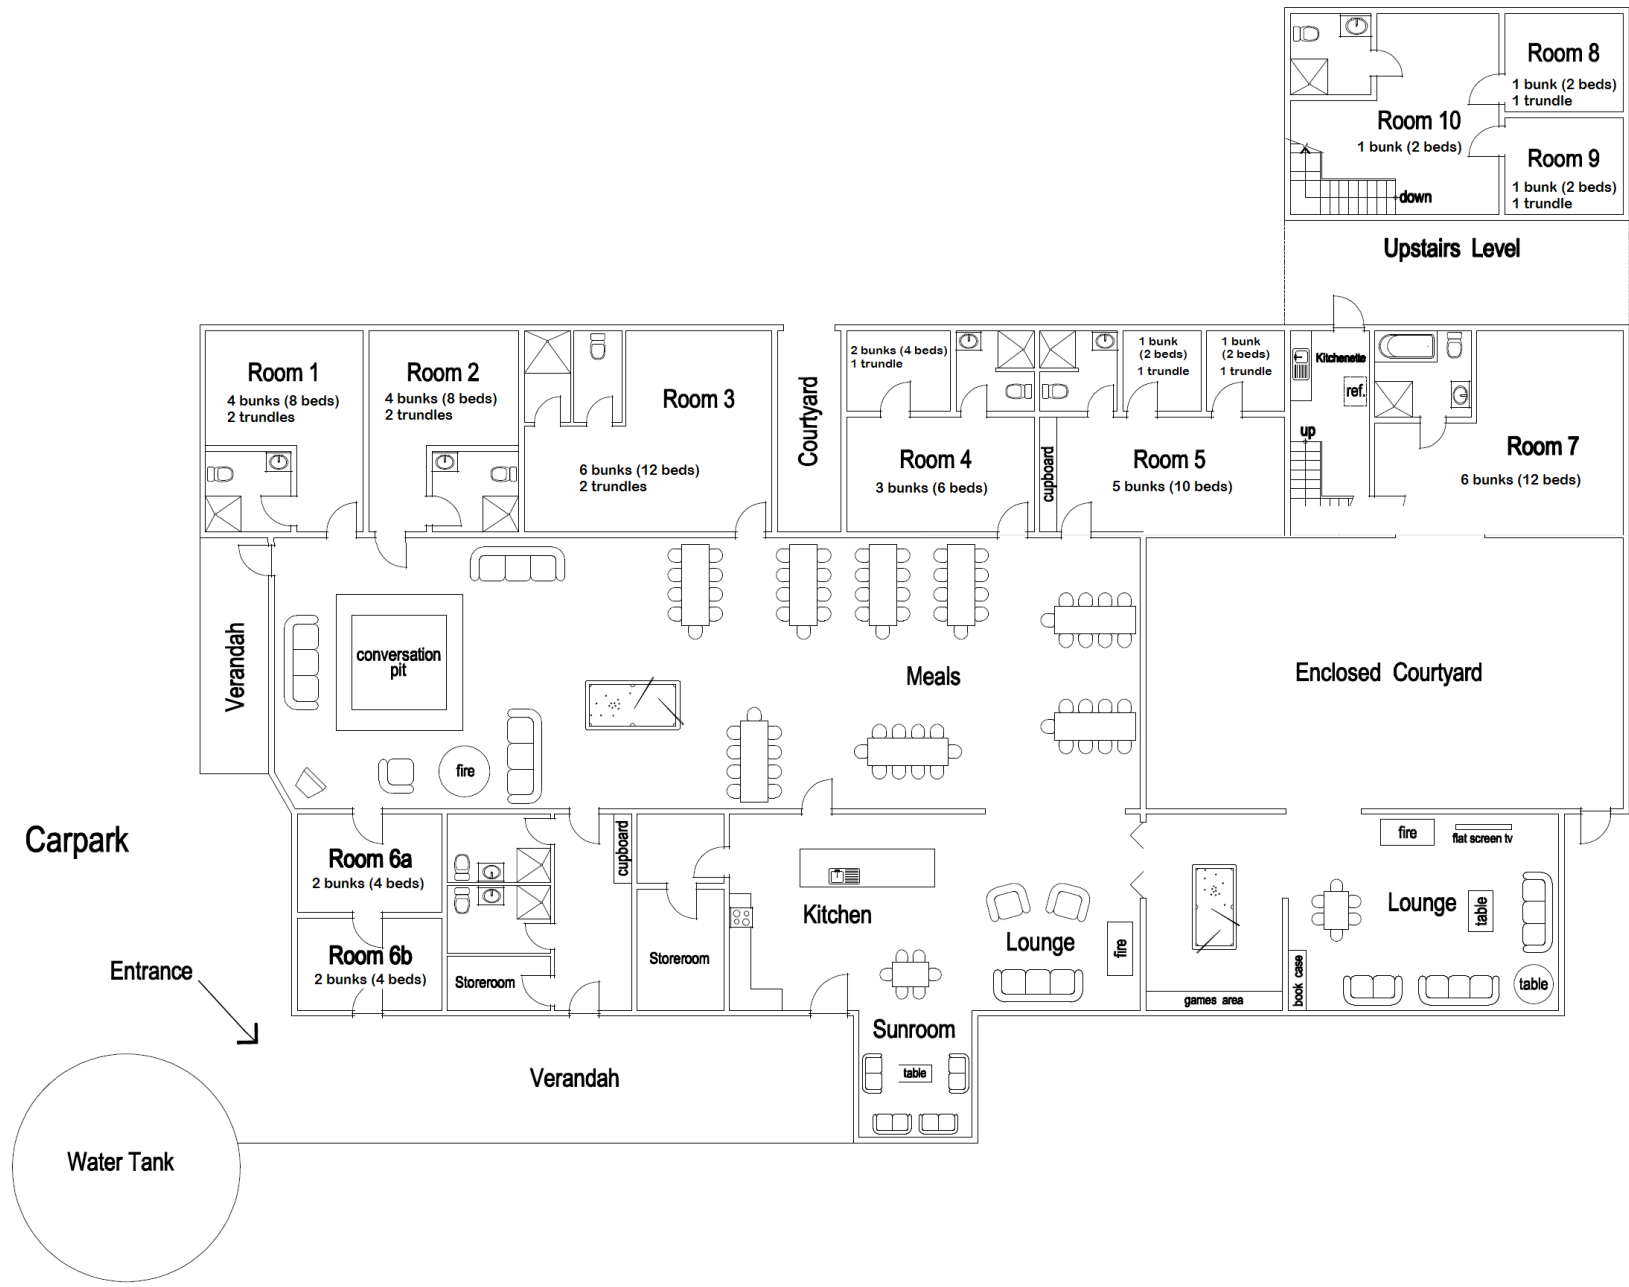 Room 8
1 bunk (2 beds)
1 trundle
Room 10
1 bunk (2 beds)
Room 9
1 bunk (2 beds)
1 trundle
down
Upstairs Level
Room 1
4 bunks (8 beds)
2 trundles
Room 2
4 bunks (8 beds)
2 trundles
Room 3
6 bunks (12 beds)
2 trundles
Courtyard
2 bunks (4 beds)
1 trundle
Room 4
3 bunks (6 beds)
cupboard
1 bunk
(2 beds)
1 trundle
1 bunk
(2 beds)
1 trundle
Room 5
5 bunks (10 beds)
Kitchenette
ref.
up
Room 7
6 bunks (12 beds)
Verandah
conversation
pit
fire
Meals
Enclosed Courtyard
Carpark
Room 6a
2 bunks (4 beds)
Room 6b
2 bunks (4 beds)
cupboard
Storeroom
Storeroom
Kitchen
Lounge
fire
games area
book case
fire
flat screen tv
Lounge
table
table
Entrance
Sunroom
table
Verandah
Water Tank